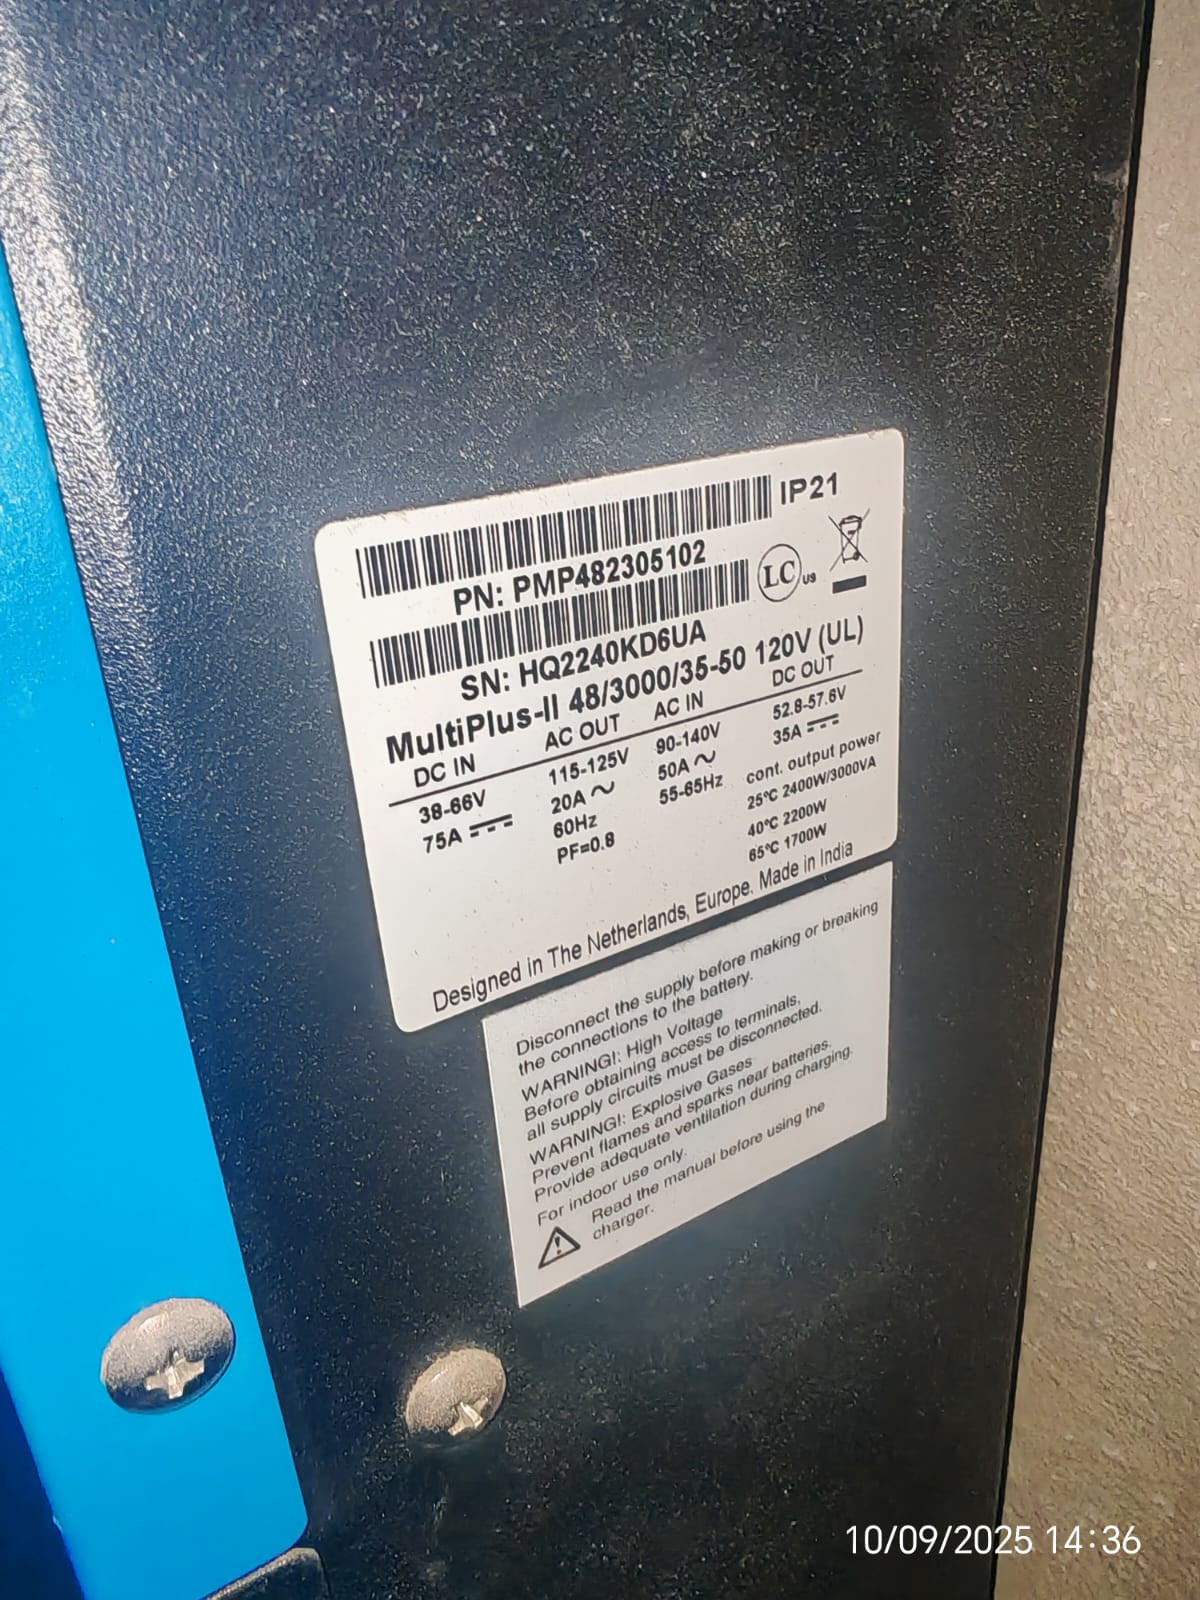 IP21
PN: PMP482305102
LC US
SN: HQ2240KD6UA
MultiPlus-II 48/3000/35-50 120V (UL)
DC IN AC OUT AC IN DC OUT
38-66V 115-125V 90-140V 52.8-57.6V
75A 20A 50A 35A
60Hz 55-65Hz cont. output power
PF=0.8 25°C 2400W/3000VA
40°C 2200W
65°C 1700W
Designed in The Netherlands, Europe. Made in India
Disconnect the supply before making or breaking
the connections to the battery.
WARNING!: High Voltage
Before obtaining access to terminals,
all supply circuits must be disconnected.
WARNING!: Explosive Gases
Prevent flames and sparks near batteries.
Provide adequate ventilation during charging.
For indoor use only.
Read the manual before using the
charger.
10/09/2025 14:36